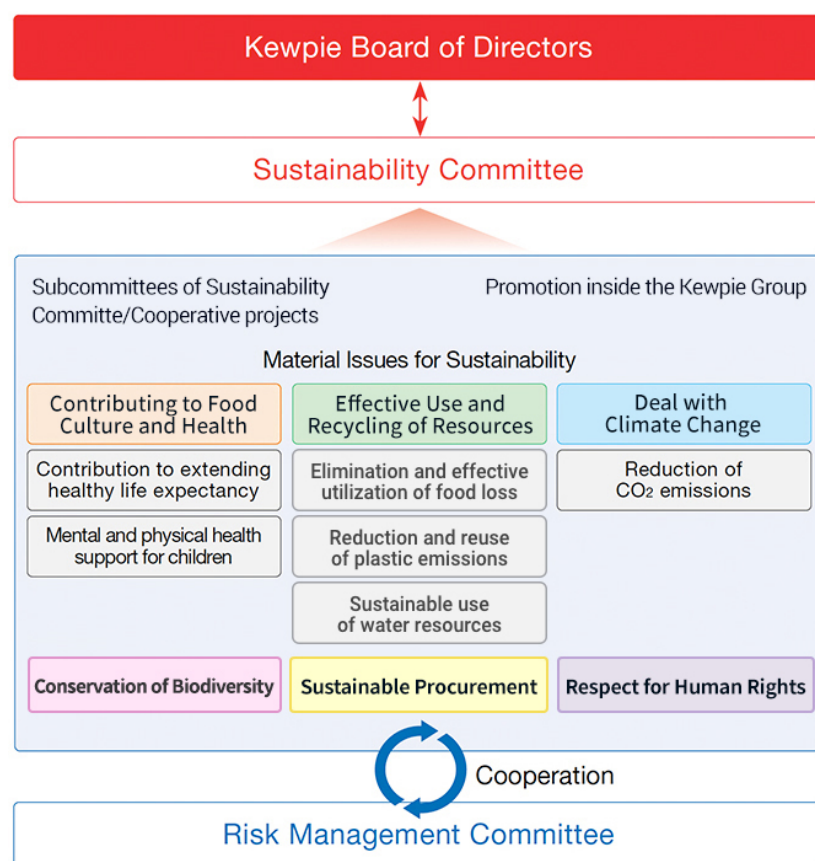 Kewpie Board of Directors
Sustainability Committee
Subcommittees of Sustainability
Committe/Cooperative projects
Promotion inside the Kewpie Group
Material Issues for Sustainability
Contributing to Food
Culture and Health
Contribution to extending
healthy life expectancy
Mental and physical health
support for children
Effective Use and
Recycling of Resources
Elimination and effective
utilization of food loss
Reduction and reuse
of plastic emissions
Sustainable use
of water resources
Deal with
Climate Change
Reduction of
CO₂ emissions
Conservation of Biodiversity
Sustainable Procurement
Respect for Human Rights
Cooperation
Risk Management Committee